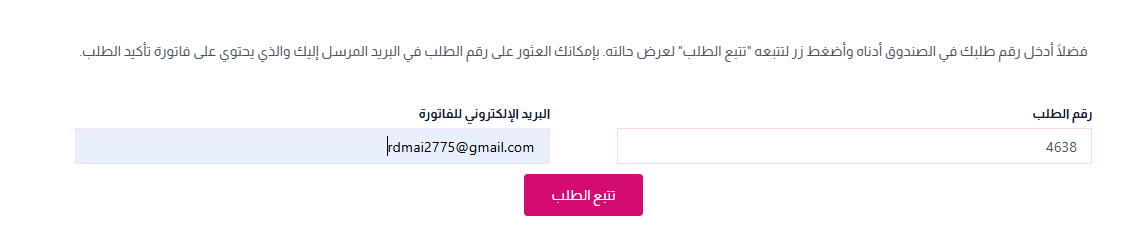 فضلاً أدخل رقم طلبك في الصندوق أدناه وأضغط زر لتتبعه "تتبع الطلب" لعرض حالته. بإمكانك العثور على رقم الطلب في البريد المرسل إليك والذي يحتوي على فاتورة تأكيد الطلب.
رقم الطلب
البريد الإلكتروني للفاتورة
4638
rdmai2775@gmail.com
تتبع الطلب